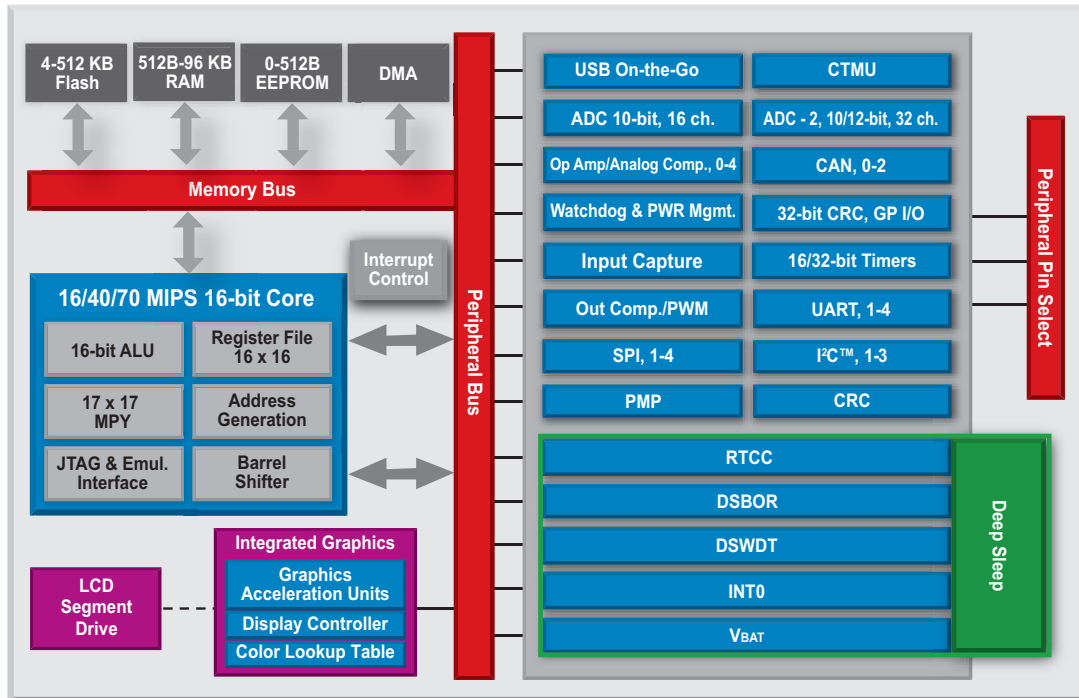 4-512 KB
Flash
512B-96 KB
RAM
0-512B
EEPROM
DMA
Memory Bus
Interrupt
Control
16/40/70 MIPS 16-bit Core
16-bit ALU
Register File
16 x 16
17 x 17
MPY
Address
Generation
JTAG & Emul.
Interface
Barrel
Shifter
LCD
Segment
Drive
Integrated Graphics
Graphics
Acceleration Units
Display Controller
Color Lookup Table
Peripheral Bus
USB On-the-Go
CTMU
ADC 10-bit, 16 ch.
ADC - 2, 10/12-bit, 32 ch.
Op Amp/Analog Comp., 0-4
CAN, 0-2
Watchdog & PWR Mgmt.
32-bit CRC, GP I/O
Input Capture
16/32-bit Timers
Out Comp./PWM
UART, 1-4
SPI, 1-4
I²C™, 1-3
PMP
CRC
RTCC
DSBOR
DSWDT
INT0
VBAT
Deep Sleep
Peripheral Pin Select